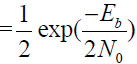 = 1/2 exp(-E_b/2N_0)